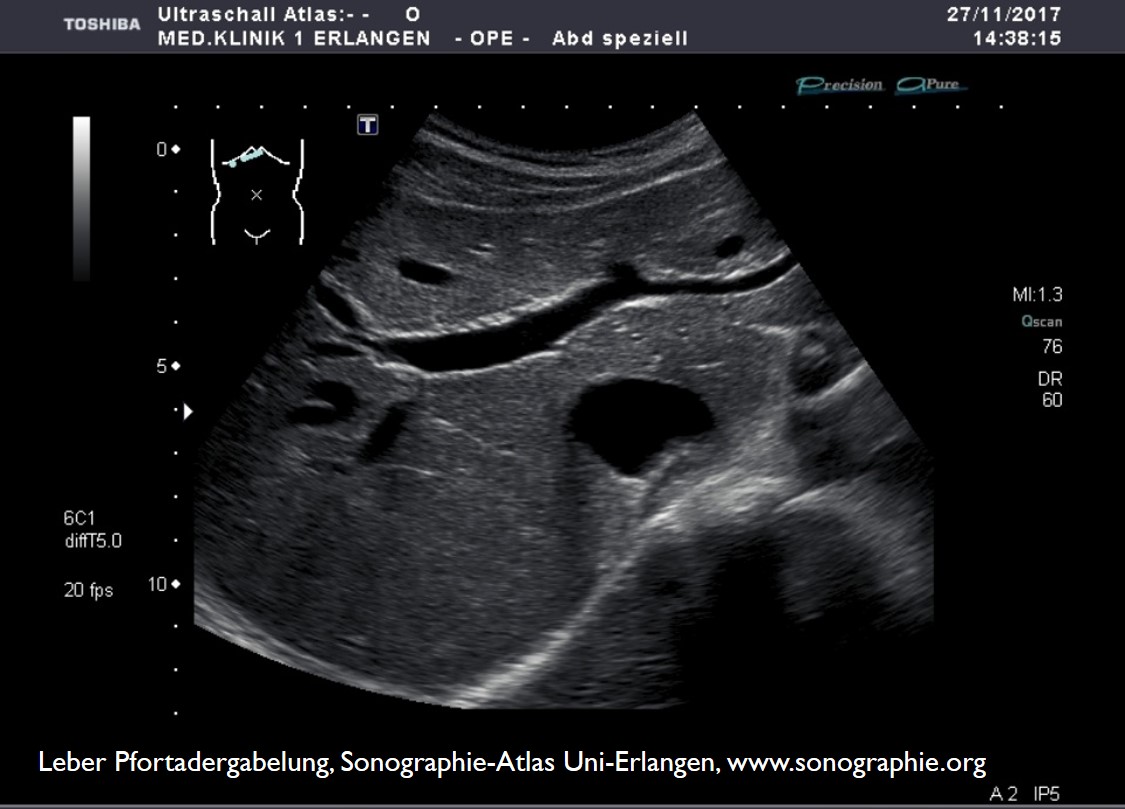 TOSHIBA
Ultraschall Atlas:- - O
27/11/2017
MED.KLINIK 1 ERLANGEN - OPE - Abd speziell
14:38:15
Precision APure
T
0
5
10
MI:1.3
Qscan
76
DR
60
6C1
diffT5.0
20 fps
Leber Pfortadergabelung, Sonographie-Atlas Uni-Erlangen, www.sonographie.org
A 2 IP5